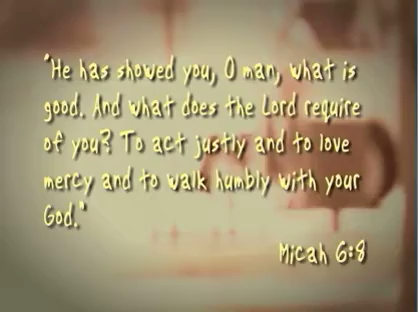 "He has showed you, O man, what is
good. And what does the Lord require
of you? To act justly and to love
mercy and to walk humbly with your
God."
Micah 6:8